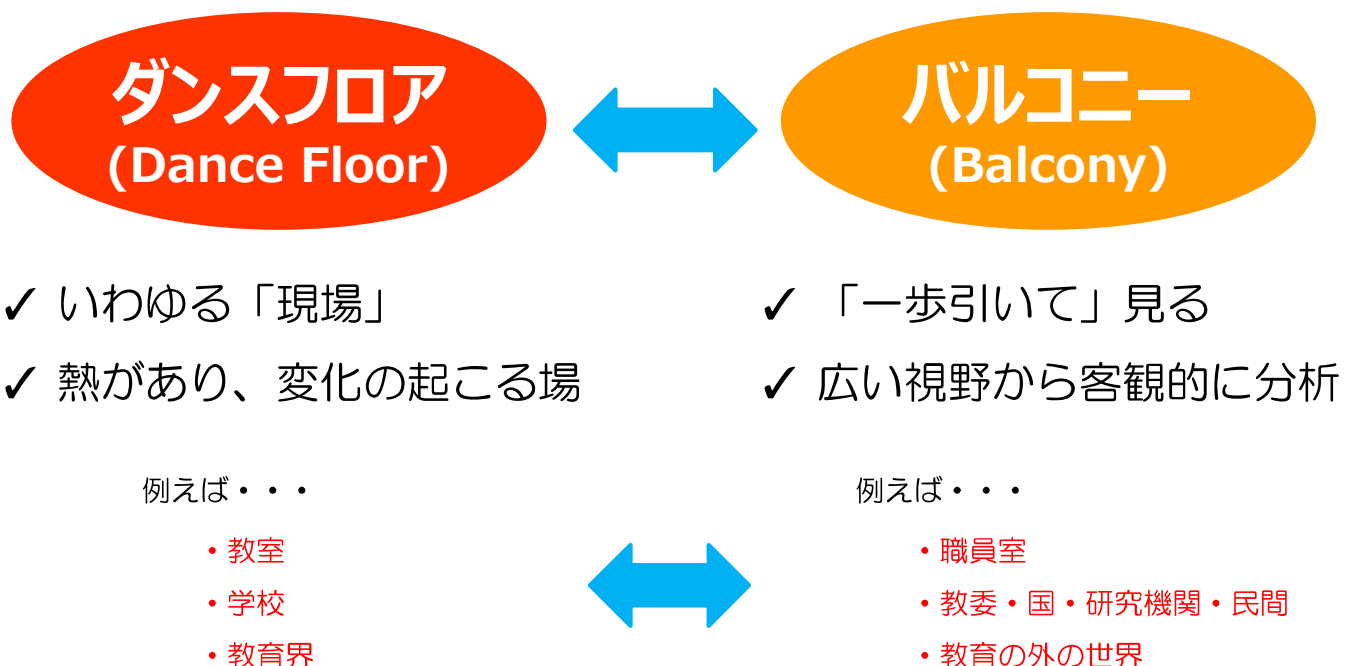 ダンスフロア
(Dance Floor)
バルコニー
(Balcony)
✓ いわゆる「現場」
✓ 熱があり、変化の起こる場
✓ 「一歩引いて」見る
✓ 広い視野から客観的に分析
例えば・・・
・教室
・学校
・教育界
例えば・・・
・職員室
・教委・国・研究機関・民間
・教育の外の世界